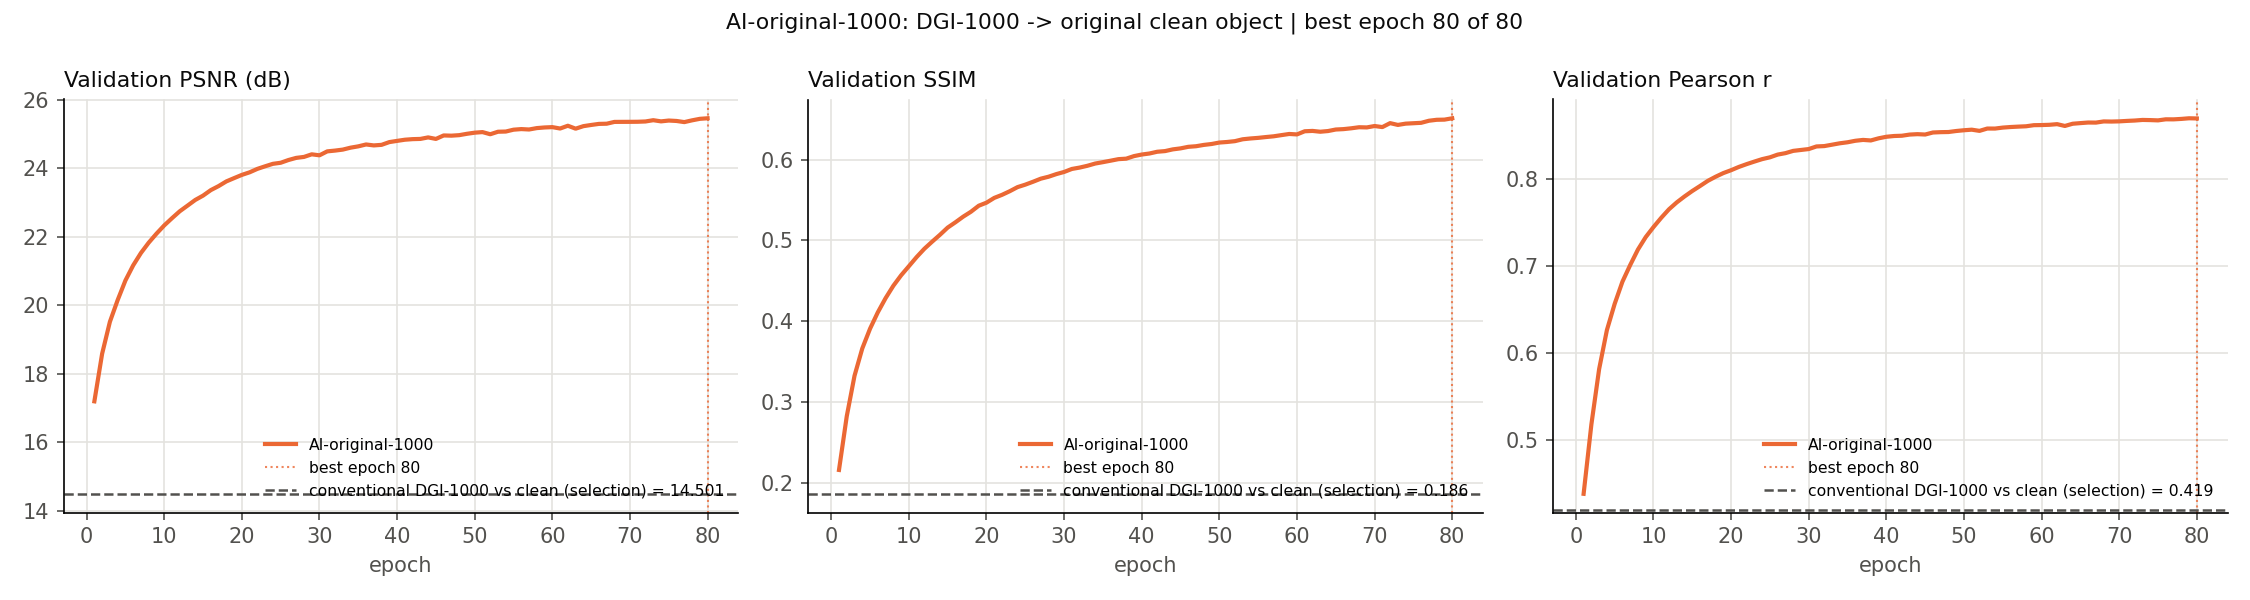 AI-original-1000: DGI-1000 -> original clean object | best epoch 80 of 80
Validation PSNR (dB)
26
24
22
20
18
16
14
0 10 20 30 40 50 60 70 80
epoch
AI-original-1000
best epoch 80
conventional DGI-1000 vs clean (selection) = 14.501
Validation SSIM
0.6
0.5
0.4
0.3
0.2
0 10 20 30 40 50 60 70 80
epoch
AI-original-1000
best epoch 80
conventional DGI-1000 vs clean (selection) = 0.186
Validation Pearson r
0.8
0.7
0.6
0.5
0 10 20 30 40 50 60 70 80
epoch
AI-original-1000
best epoch 80
conventional DGI-1000 vs clean (selection) = 0.419